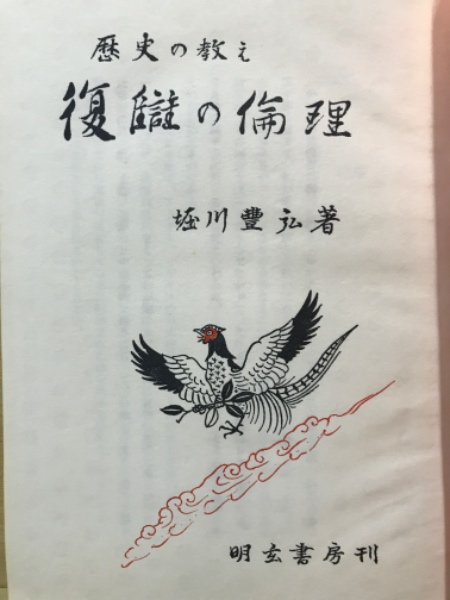 歴史の教え
復讎の倫理
堀川豊弘著
明玄書房刊